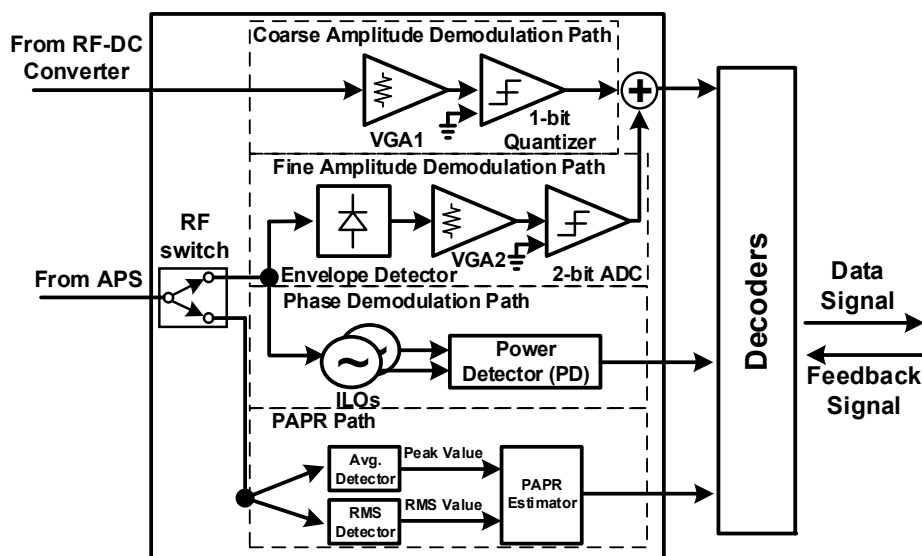 Coarse Amplitude Demodulation Path
From RF-DC
Converter
VGA1
1-bit
Quantizer
Fine Amplitude Demodulation Path
RF
switch
VGA2
From APS
Envelope Detector
2-bit ADC
Phase Demodulation Path
Power
Detector (PD)
ILOs
PAPR Path
Avg.
Detector
Peak Value
RMS
Detector
RMS Value
PAPR
Estimator
Decoders
Data
Signal
Feedback
Signal